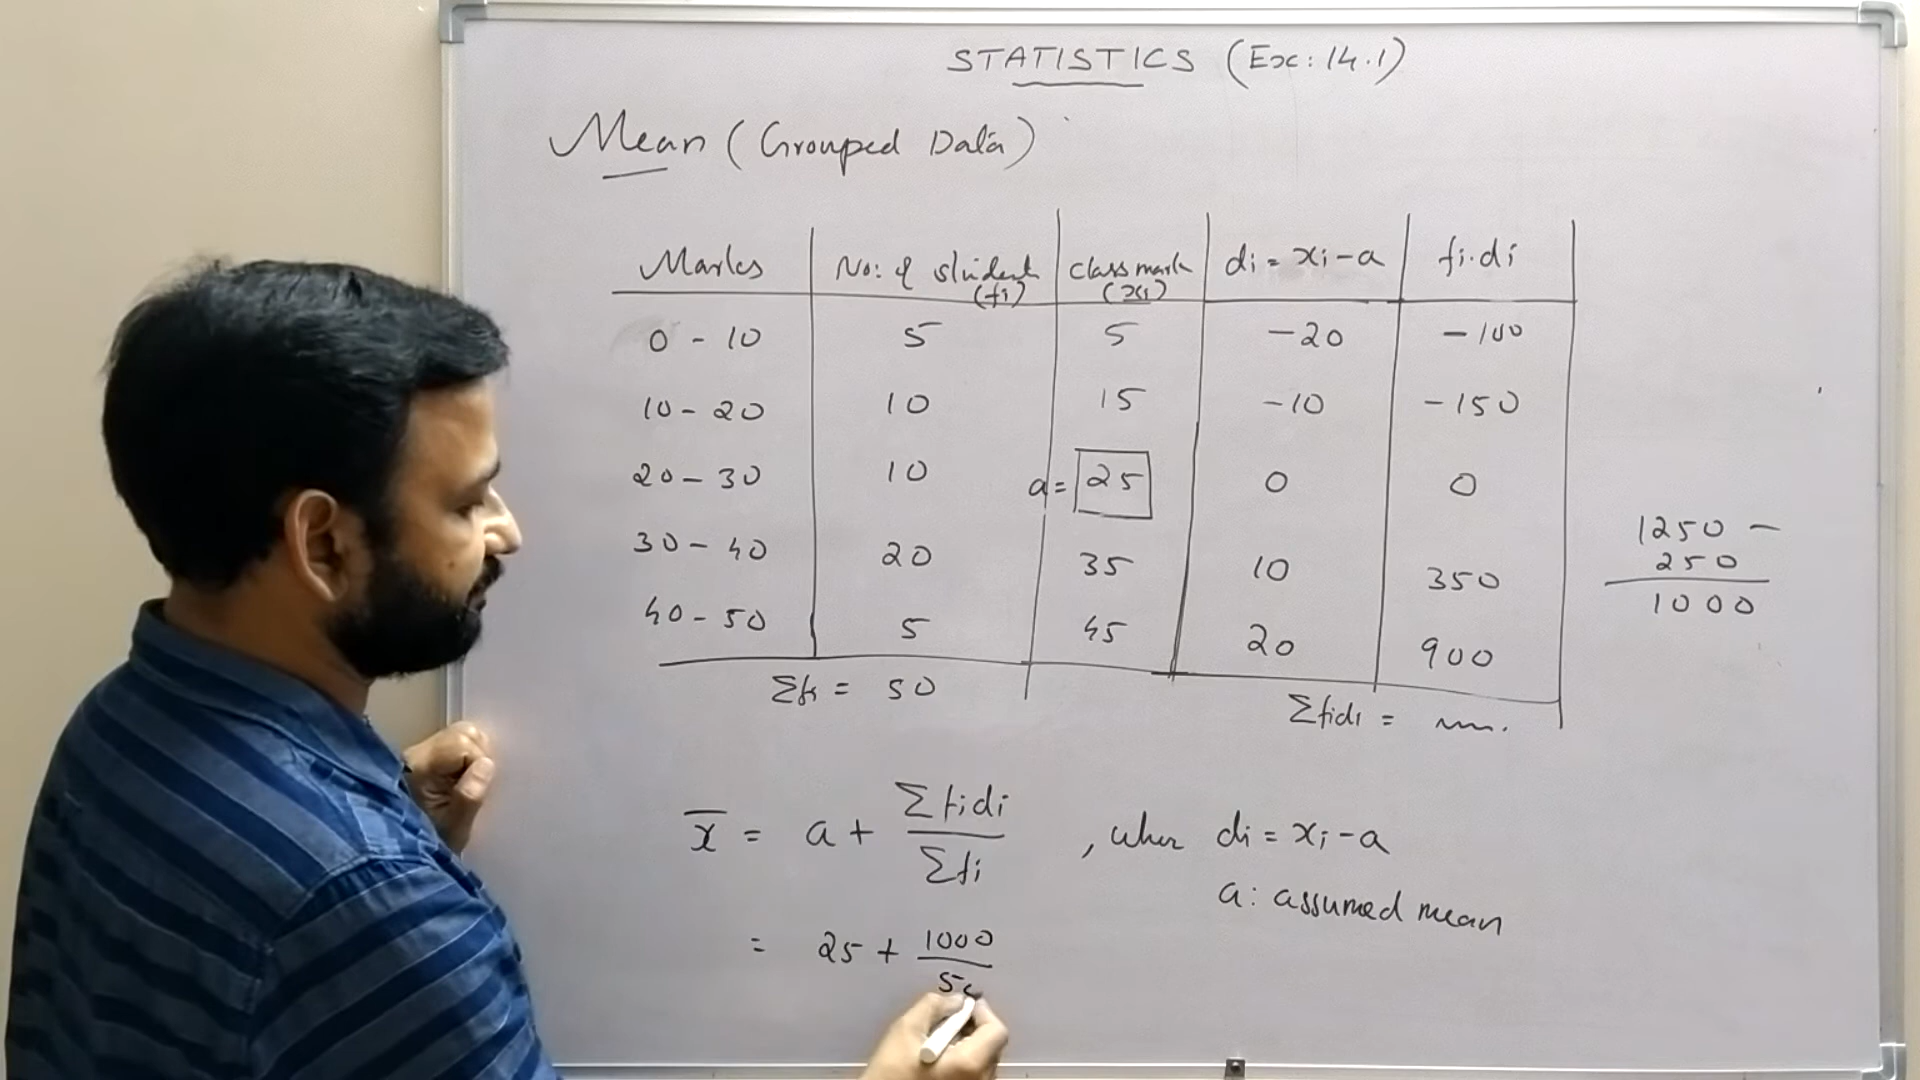 STATISTICS (Ex: 14.1)
Mean (Grouped Data)
Marks No: of student (fi) class mark (xi) di = xi - a fi.di
0 - 10 5 5 -20 -100
10 - 20 10 15 -10 -150
20 - 30 10 a = 25 0 0
30 - 40 20 35 10 350
40 - 50 5 45 20 900
Σfi = 50 Σfidi =
1250 -
250
1000
x̄ = a + Σfidi / Σfi , where di = xi - a
a: assumed mean
= 25 + 1000 / 50